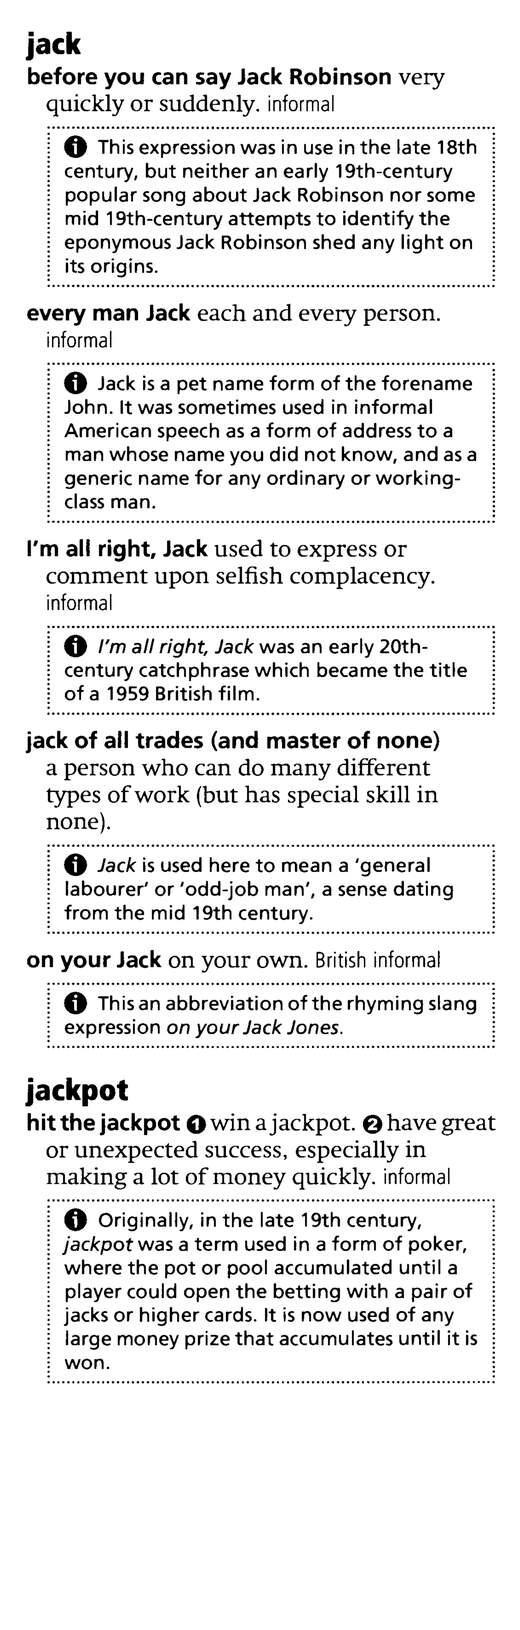 jack
before you can say Jack Robinson very
quickly or suddenly. informal
This expression was in use in the late 18th
century, but neither an early 19th-century
popular song about Jack Robinson nor some
mid 19th-century attempts to identify the
eponymous Jack Robinson shed any light on
its origins.
every man Jack each and every person.
informal
Jack is a pet name form of the forename
John. It was sometimes used in informal
American speech as a form of address to a
man whose name you did not know, and as a
generic name for any ordinary or working-
class man.
I'm all right, Jack used to express or
comment upon selfish complacency.
informal
I'm all right, Jack was an early 20th-
century catchphrase which became the title
of a 1959 British film.
jack of all trades (and master of none)
a person who can do many different
types of work (but has special skill in
none).
Jack is used here to mean a 'general
labourer' or 'odd-job man', a sense dating
from the mid 19th century.
on your Jack on your own. British informal
This an abbreviation of the rhyming slang
expression on your Jack Jones.
jackpot
hit the jackpot ❶ win a jackpot. ❷ have great
or unexpected success, especially in
making a lot of money quickly. informal
Originally, in the late 19th century,
jackpot was a term used in a form of poker,
where the pot or pool accumulated until a
player could open the betting with a pair of
jacks or higher cards. It is now used of any
large money prize that accumulates until it is
won.